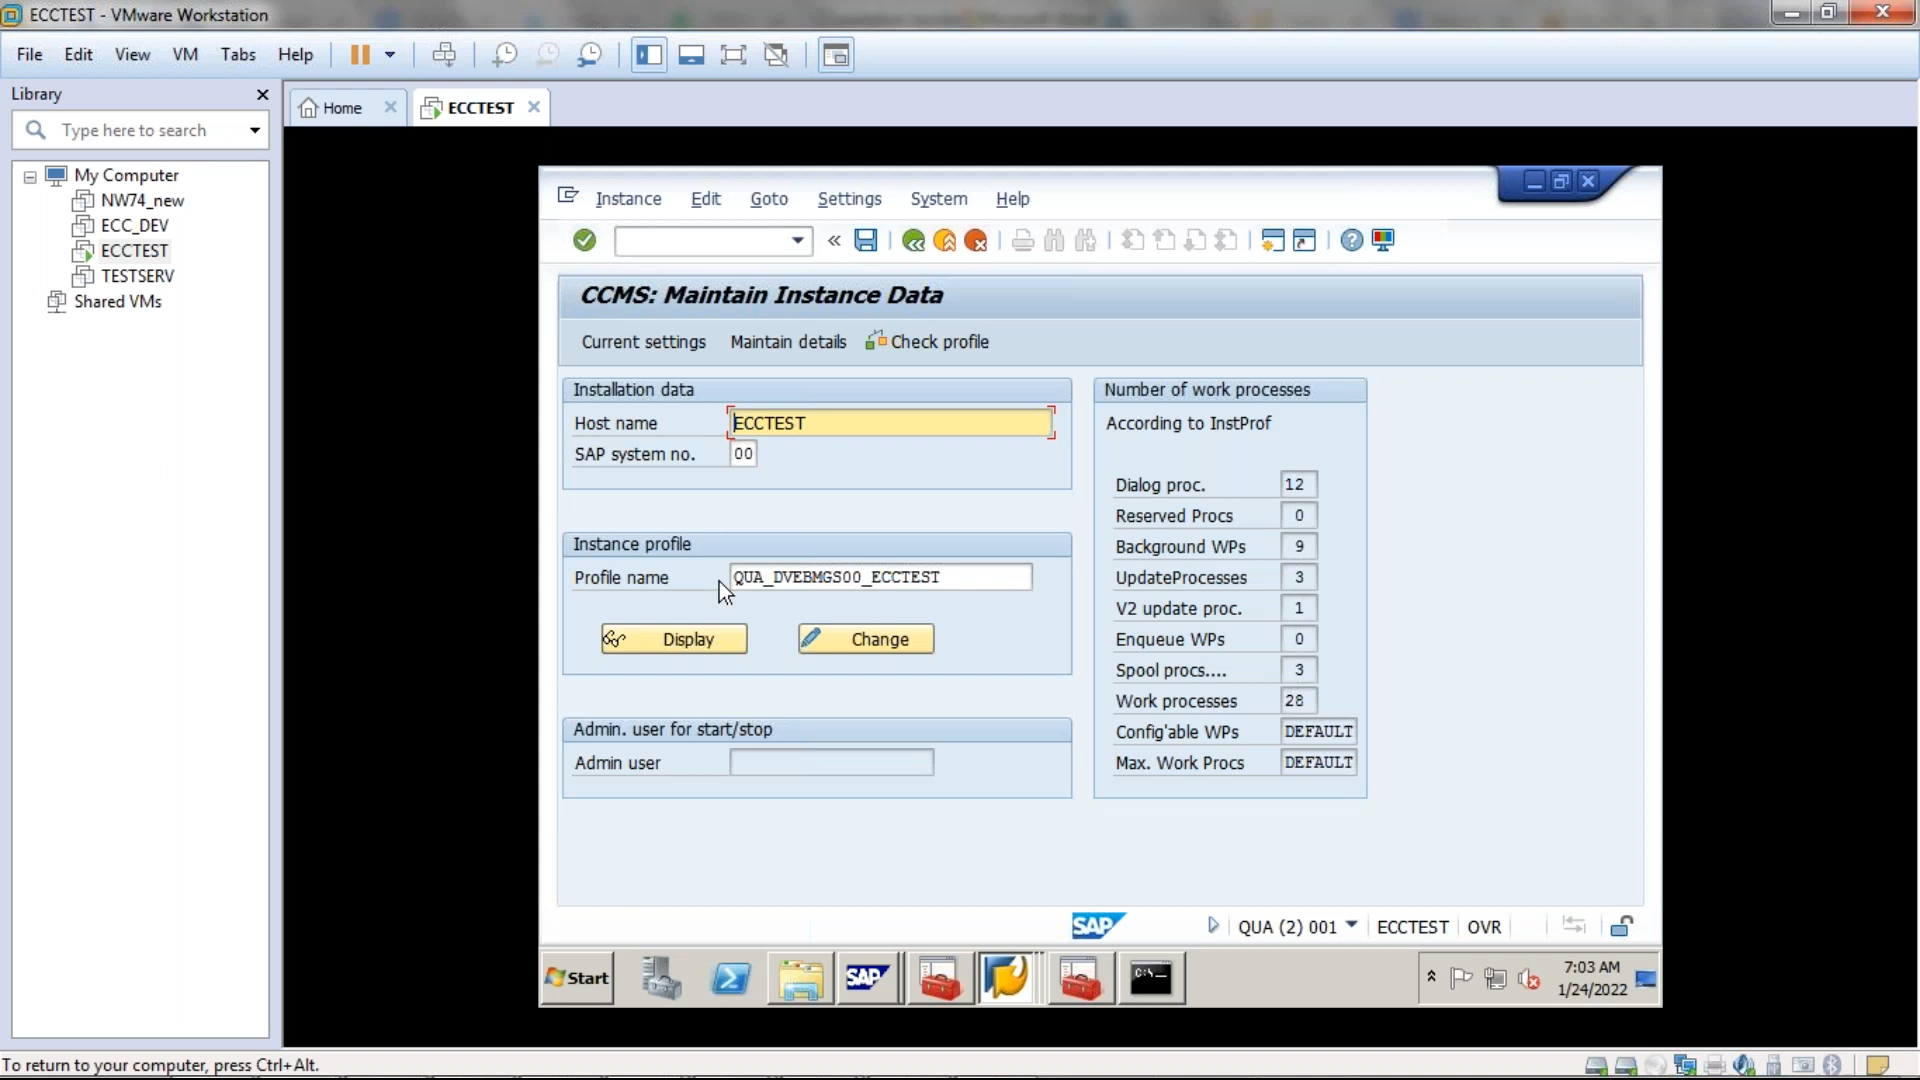 ECCTEST - VMware Workstation
File Edit View VM Tabs Help
Library
Type here to search
My Computer
NW74_new
ECC_DEV
ECCTEST
TESTSERV
Shared VMs
Home
ECCTEST
Instance Edit Goto Settings System Help
CCMS: Maintain Instance Data
Current settings Maintain details Check profile
Installation data
Host name ECCTEST
SAP system no. 00
Instance profile
Profile name QUA_DVEBMGS00_ECCTEST
Display Change
Admin. user for start/stop
Admin user
Number of work processes
According to InstProf
Dialog proc. 12
Reserved Procs 0
Background WPs 9
UpdateProcesses 3
V2 update proc. 1
Enqueue WPs 0
Spool procs.... 3
Work processes 28
Config'able WPs DEFAULT
Max. Work Procs DEFAULT
SAP QUA (2) 001 ECCTEST OVR
Start SAP C:\_ 7:03 AM
1/24/2022
To return to your computer, press Ctrl+Alt.